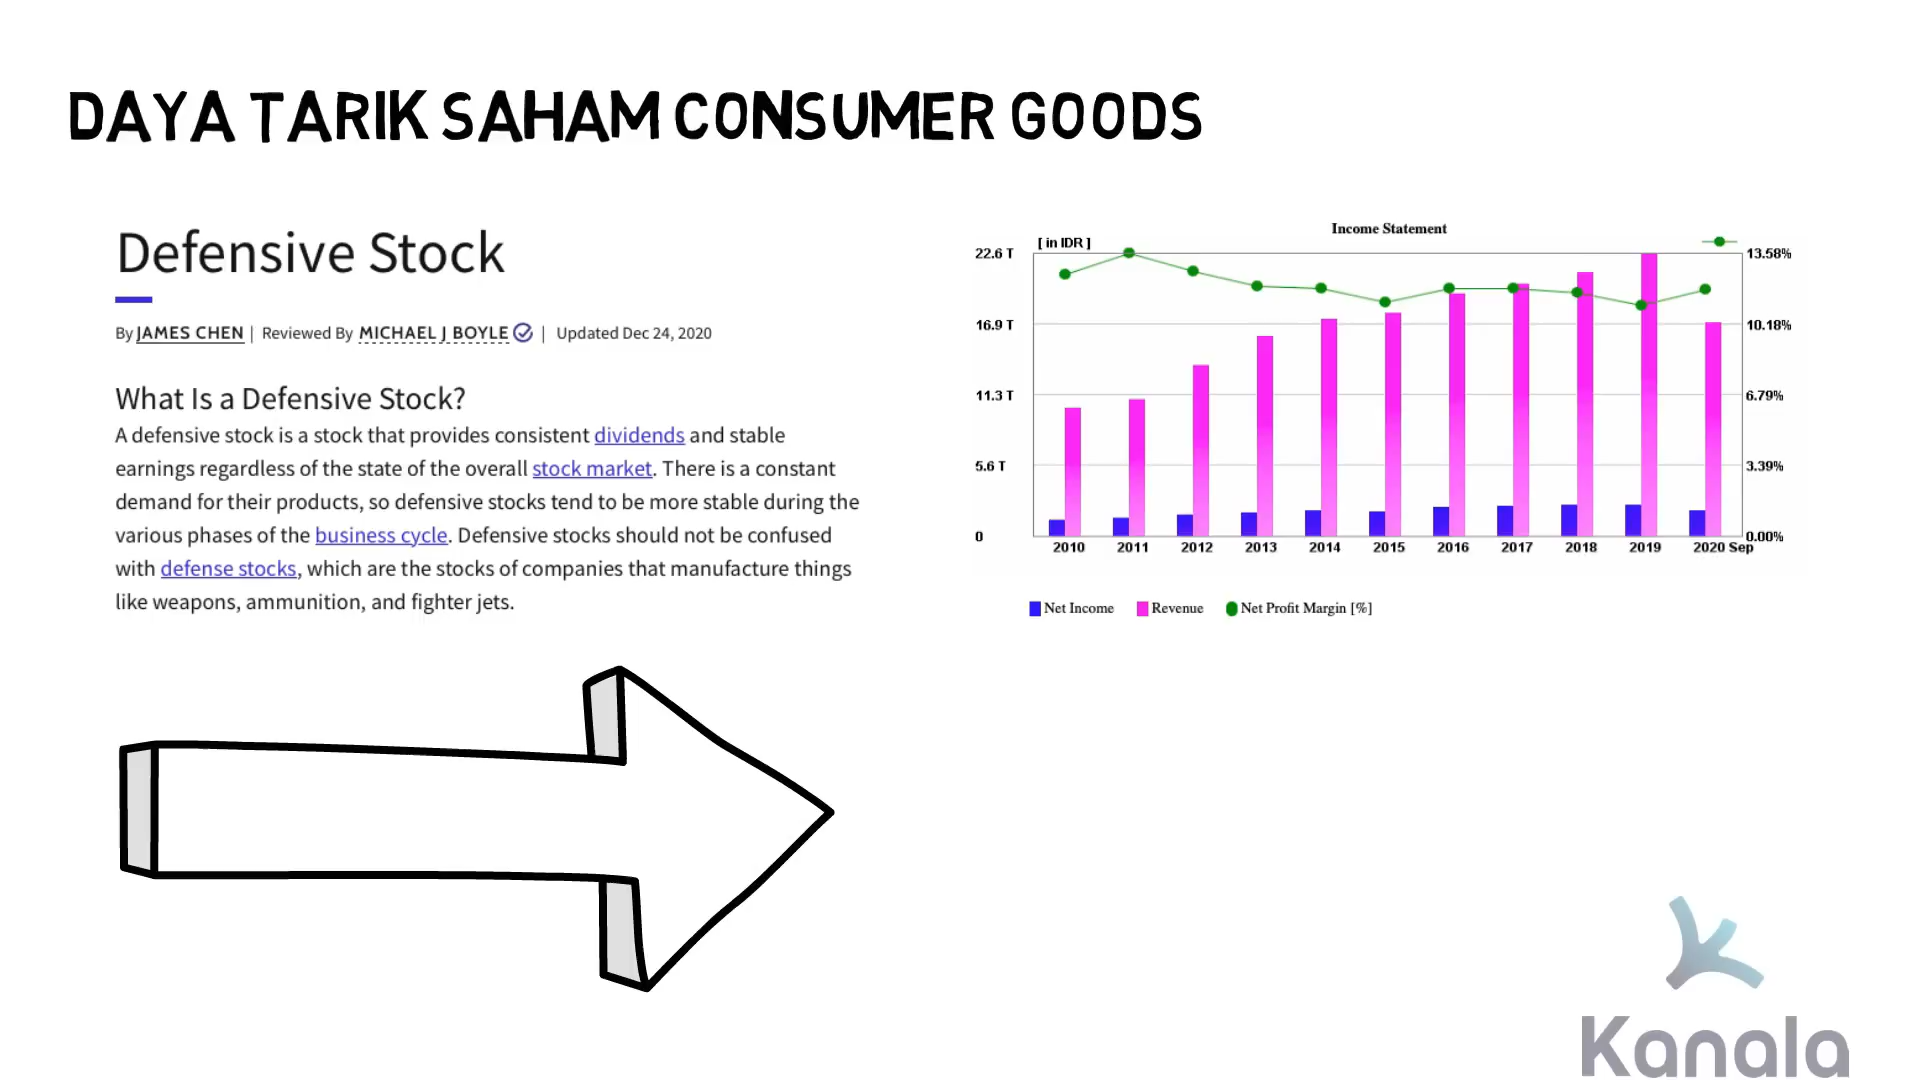 DAYA TARIK SAHAM CONSUMER GOODS
Defensive Stock
By JAMES CHEN | Reviewed By MICHAEL J BOYLE | Updated Dec 24, 2020
What Is a Defensive Stock?
A defensive stock is a stock that provides consistent dividends and stable
earnings regardless of the state of the overall stock market. There is a constant
demand for their products, so defensive stocks tend to be more stable during the
various phases of the business cycle. Defensive stocks should not be confused
with defense stocks, which are the stocks of companies that manufacture things
like weapons, ammunition, and fighter jets.
Income Statement
[ in IDR ]
22.6 T 13.58%
16.9 T 10.18%
11.3 T 6.79%
5.6 T 3.39%
0 0.00%
2010 2011 2012 2013 2014 2015 2016 2017 2018 2019 2020 Sep
Net Income Revenue Net Profit Margin [%]
Kanala